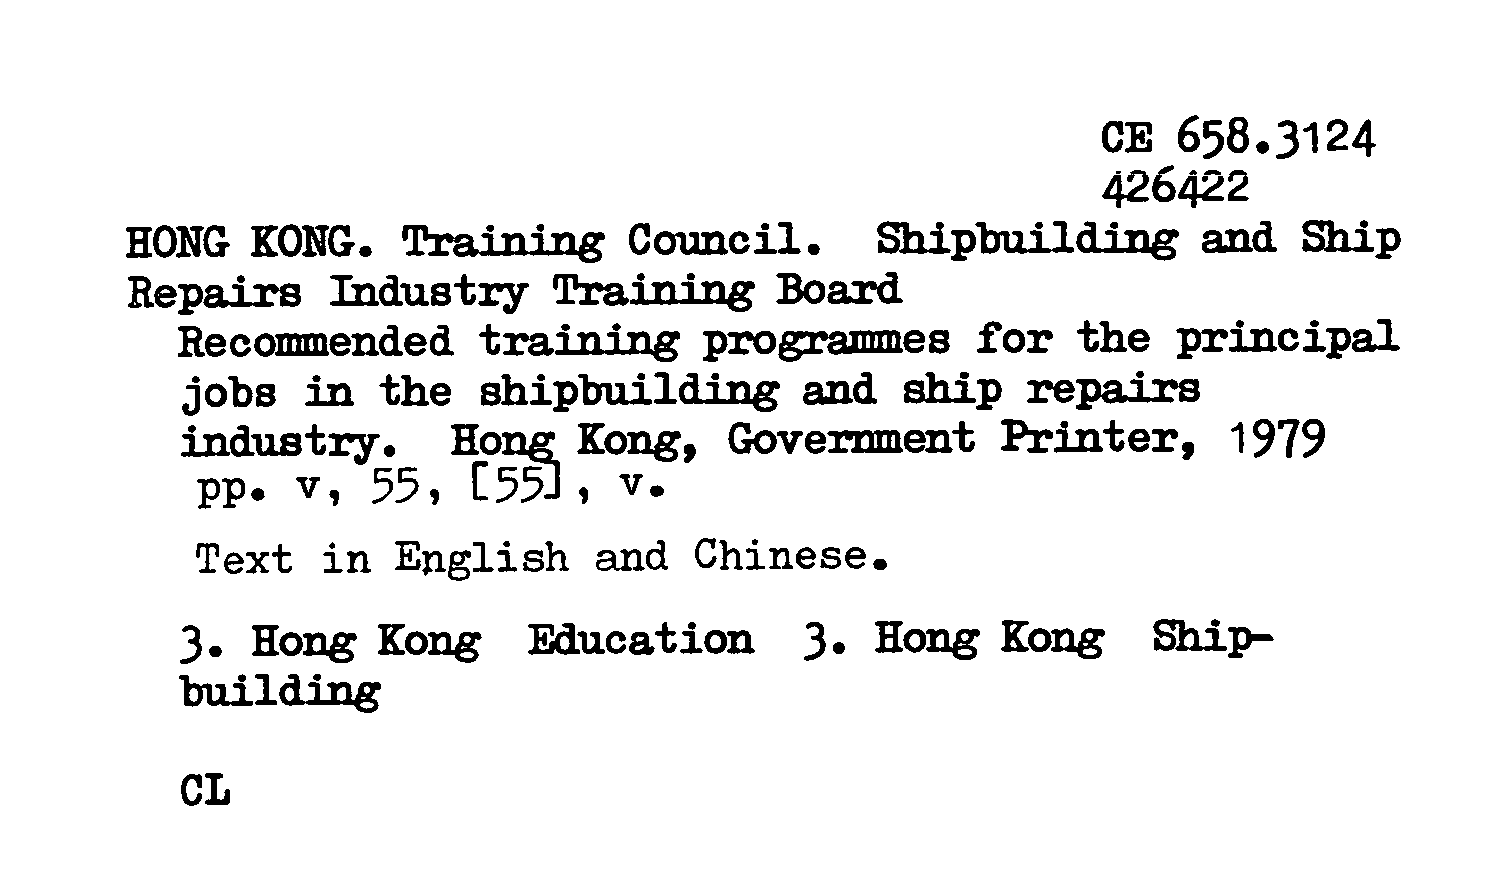 CE 658.3124
426422
HONG KONG. Training Council. Shipbuilding and Ship
Repairs Industry Training Board
Recommended training programmes for the principal
jobs in the shipbuilding and ship repairs
industry. Hong Kong, Government Printer, 1979
pp. v, 55, [55], v.
Text in English and Chinese.
3. Hong Kong Education 3. Hong Kong Ship-
building
CL